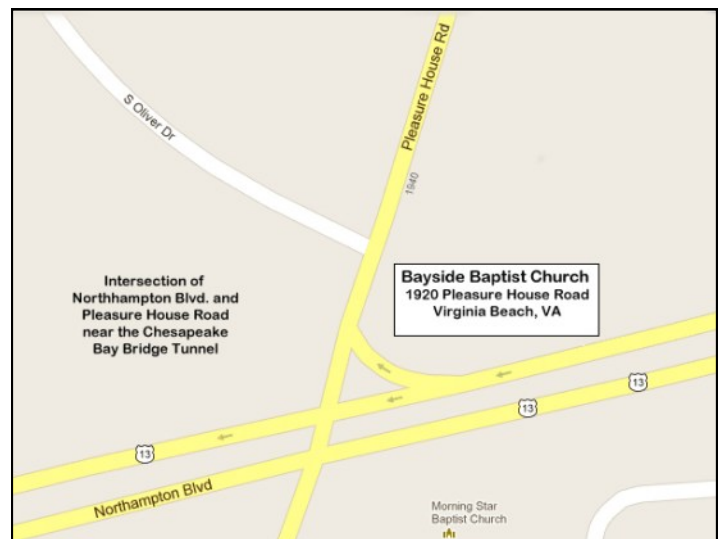 Pleasure House Rd
S Oliver Dr
1940
Intersection of
Northhampton Blvd. and
Pleasure House Road
near the Chesapeake
Bay Bridge Tunnel
Bayside Baptist Church
1920 Pleasure House Road
Virginia Beach, VA
13
13
13
Northampton Blvd
Morning Star
Baptist Church